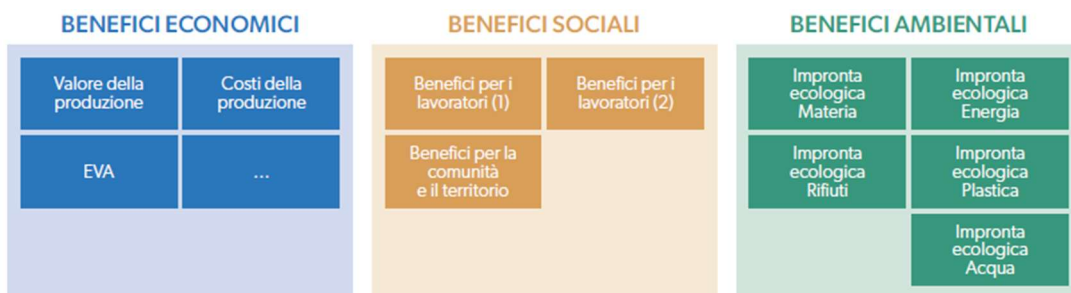 BENEFICI ECONOMICI
Valore della
produzione
Costi della
produzione
EVA
...
BENEFICI SOCIALI
Benefici per i
lavoratori (1)
Benefici per i
lavoratori (2)
Benefici per la
comunità
e il territorio
BENEFICI AMBIENTALI
Impronta
ecologica
Materia
Impronta
ecologica
Energia
Impronta
ecologica
Rifiuti
Impronta
ecologica
Plastica
Impronta
ecologica
Acqua